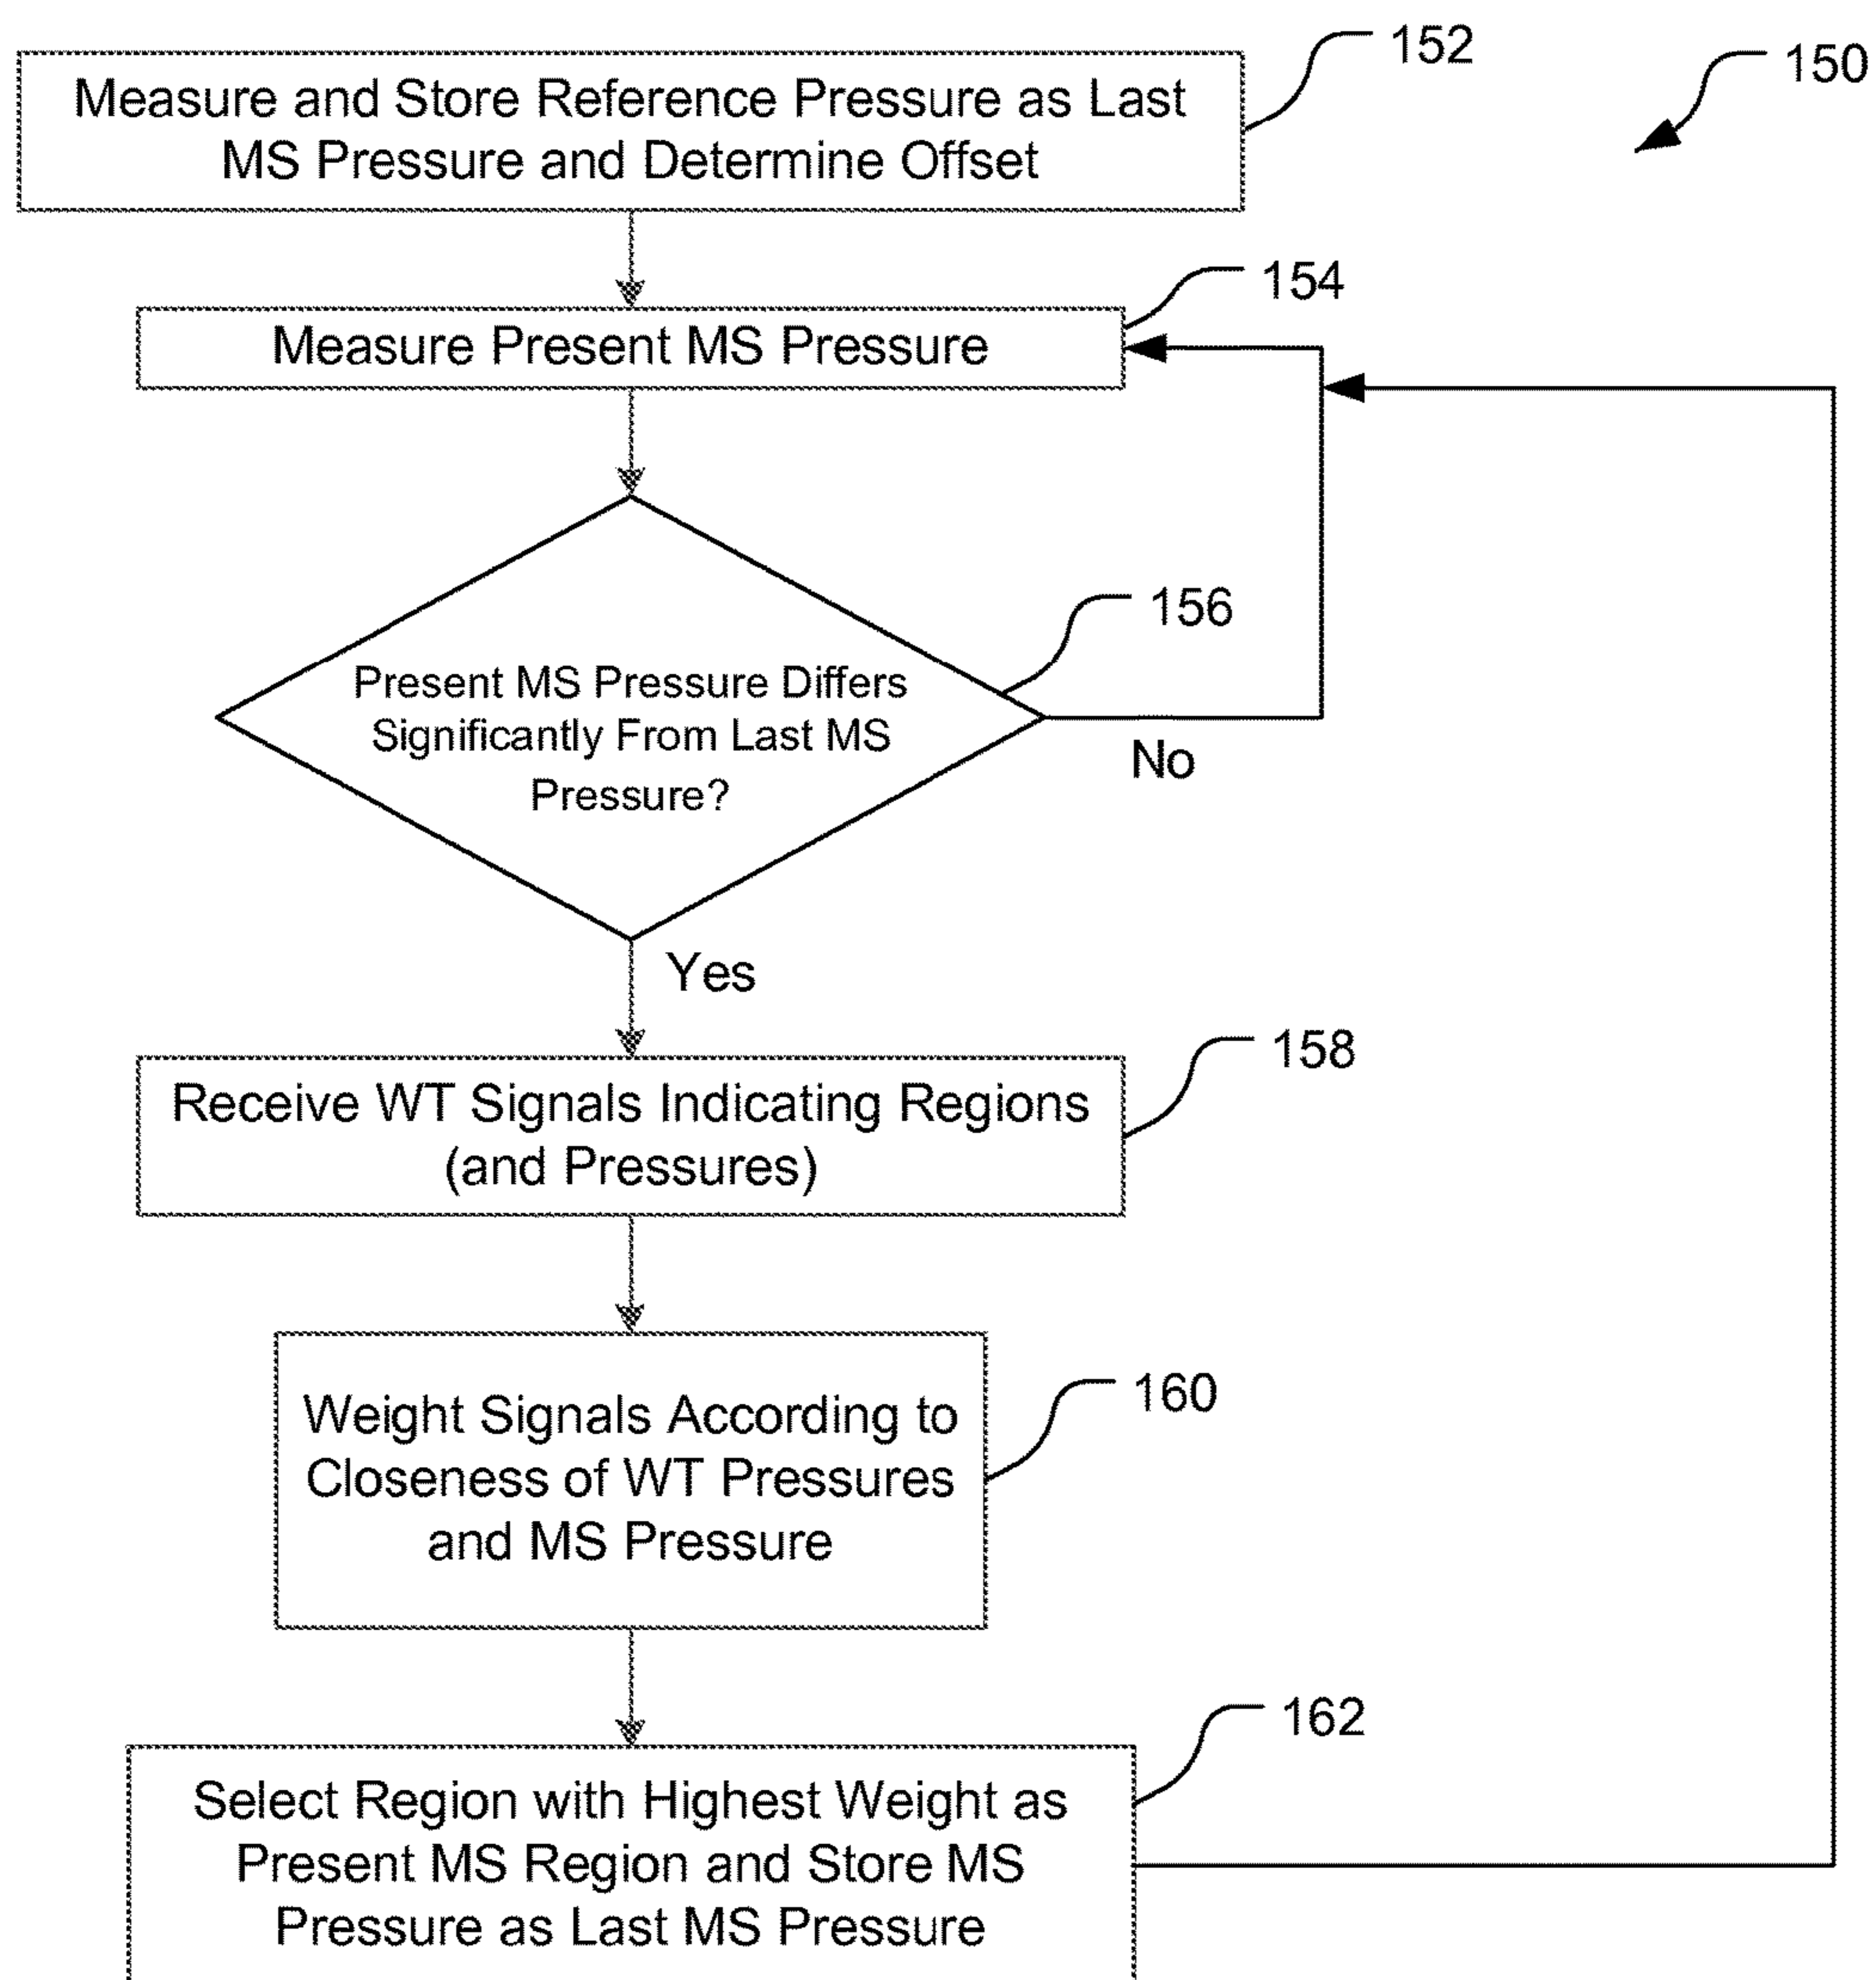 152
150
Measure and Store Reference Pressure as Last
MS Pressure and Determine Offset
154
Measure Present MS Pressure
156
Present MS Pressure Differs
Significantly From Last MS
Pressure?
No
Yes
158
Receive WT Signals Indicating Regions
(and Pressures)
160
Weight Signals According to
Closeness of WT Pressures
and MS Pressure
162
Select Region with Highest Weight as
Present MS Region and Store MS
Pressure as Last MS Pressure